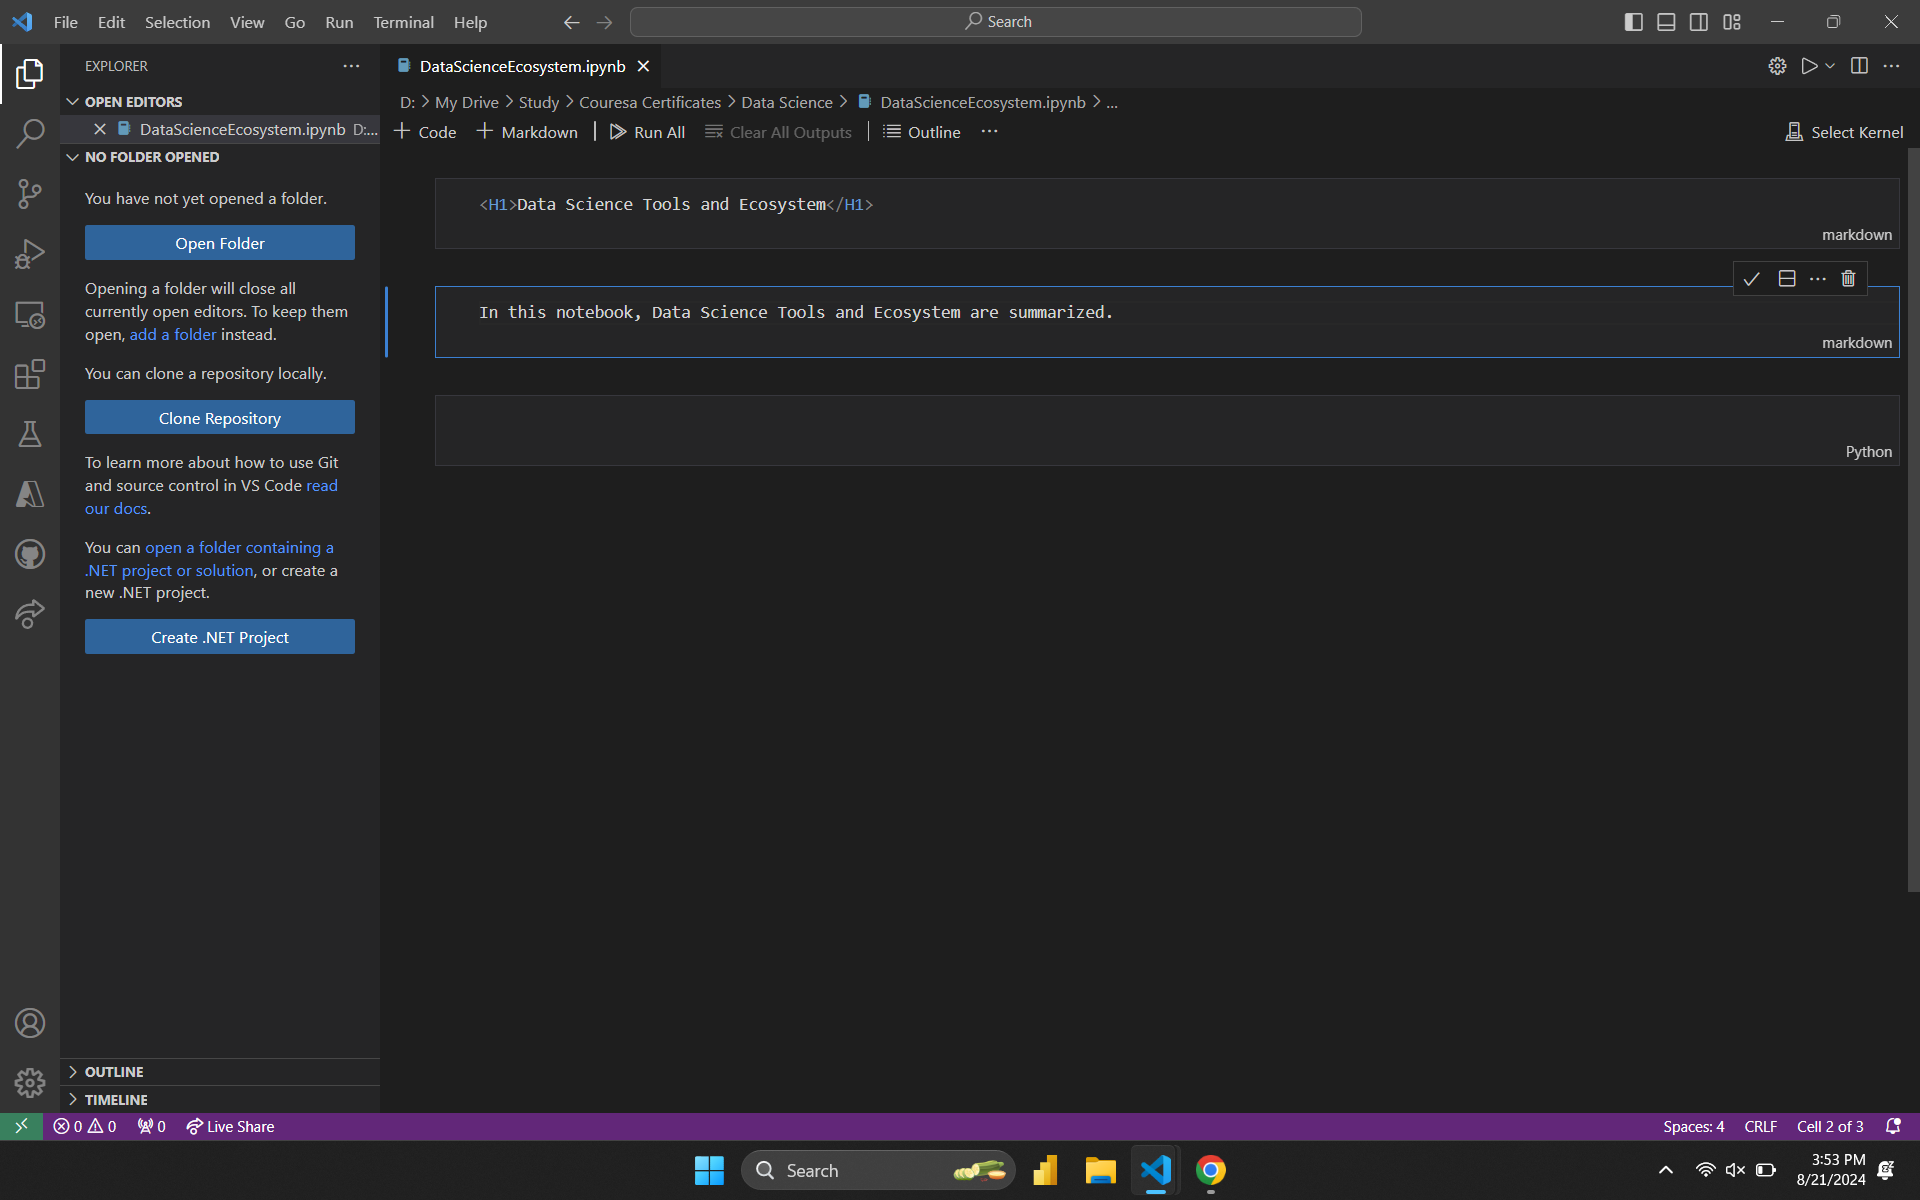 File Edit Selection View Go Run Terminal Help
Search
EXPLORER
OPEN EDITORS
DataScienceEcosystem.ipynb D:...
NO FOLDER OPENED
You have not yet opened a folder.
Open Folder
Opening a folder will close all
currently open editors. To keep them
open, add a folder instead.
You can clone a repository locally.
Clone Repository
To learn more about how to use Git
and source control in VS Code read
our docs.
You can open a folder containing a
.NET project or solution, or create a
new .NET project.
Create .NET Project
OUTLINE
TIMELINE
DataScienceEcosystem.ipynb
D: > My Drive > Study > Couresa Certificates > Data Science > DataScienceEcosystem.ipynb > ...
Code Markdown Run All Clear All Outputs Outline ...
Select Kernel
<H1>Data Science Tools and Ecosystem</H1>
markdown
In this notebook, Data Science Tools and Ecosystem are summarized.
markdown
Python
0 0 0 Live Share
Spaces: 4 CRLF Cell 2 of 3
Search
3:53 PM
8/21/2024